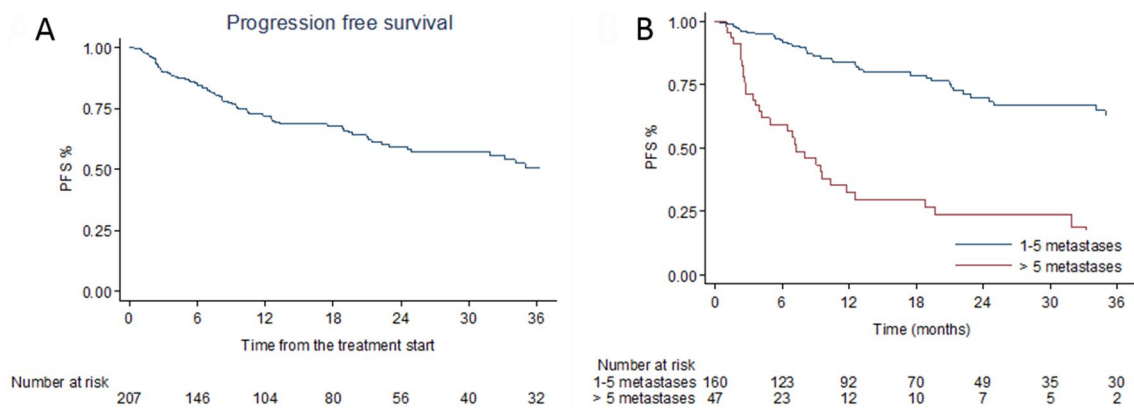 A
Progression free survival
1.00
0.75
0.50
0.25
0.00
PFS %
0 6 12 18 24 30 36
Time from the treatment start
Number at risk
207 146 104 80 56 40 32
B
1.00
0.75
0.50
0.25
0.00
PFS %
1-5 metastases
> 5 metastases
0 6 12 18 24 30 36
Time (months)
Number at risk
1-5 metastases 160 123 92 70 49 35 30
> 5 metastases 47 23 12 10 7 5 2